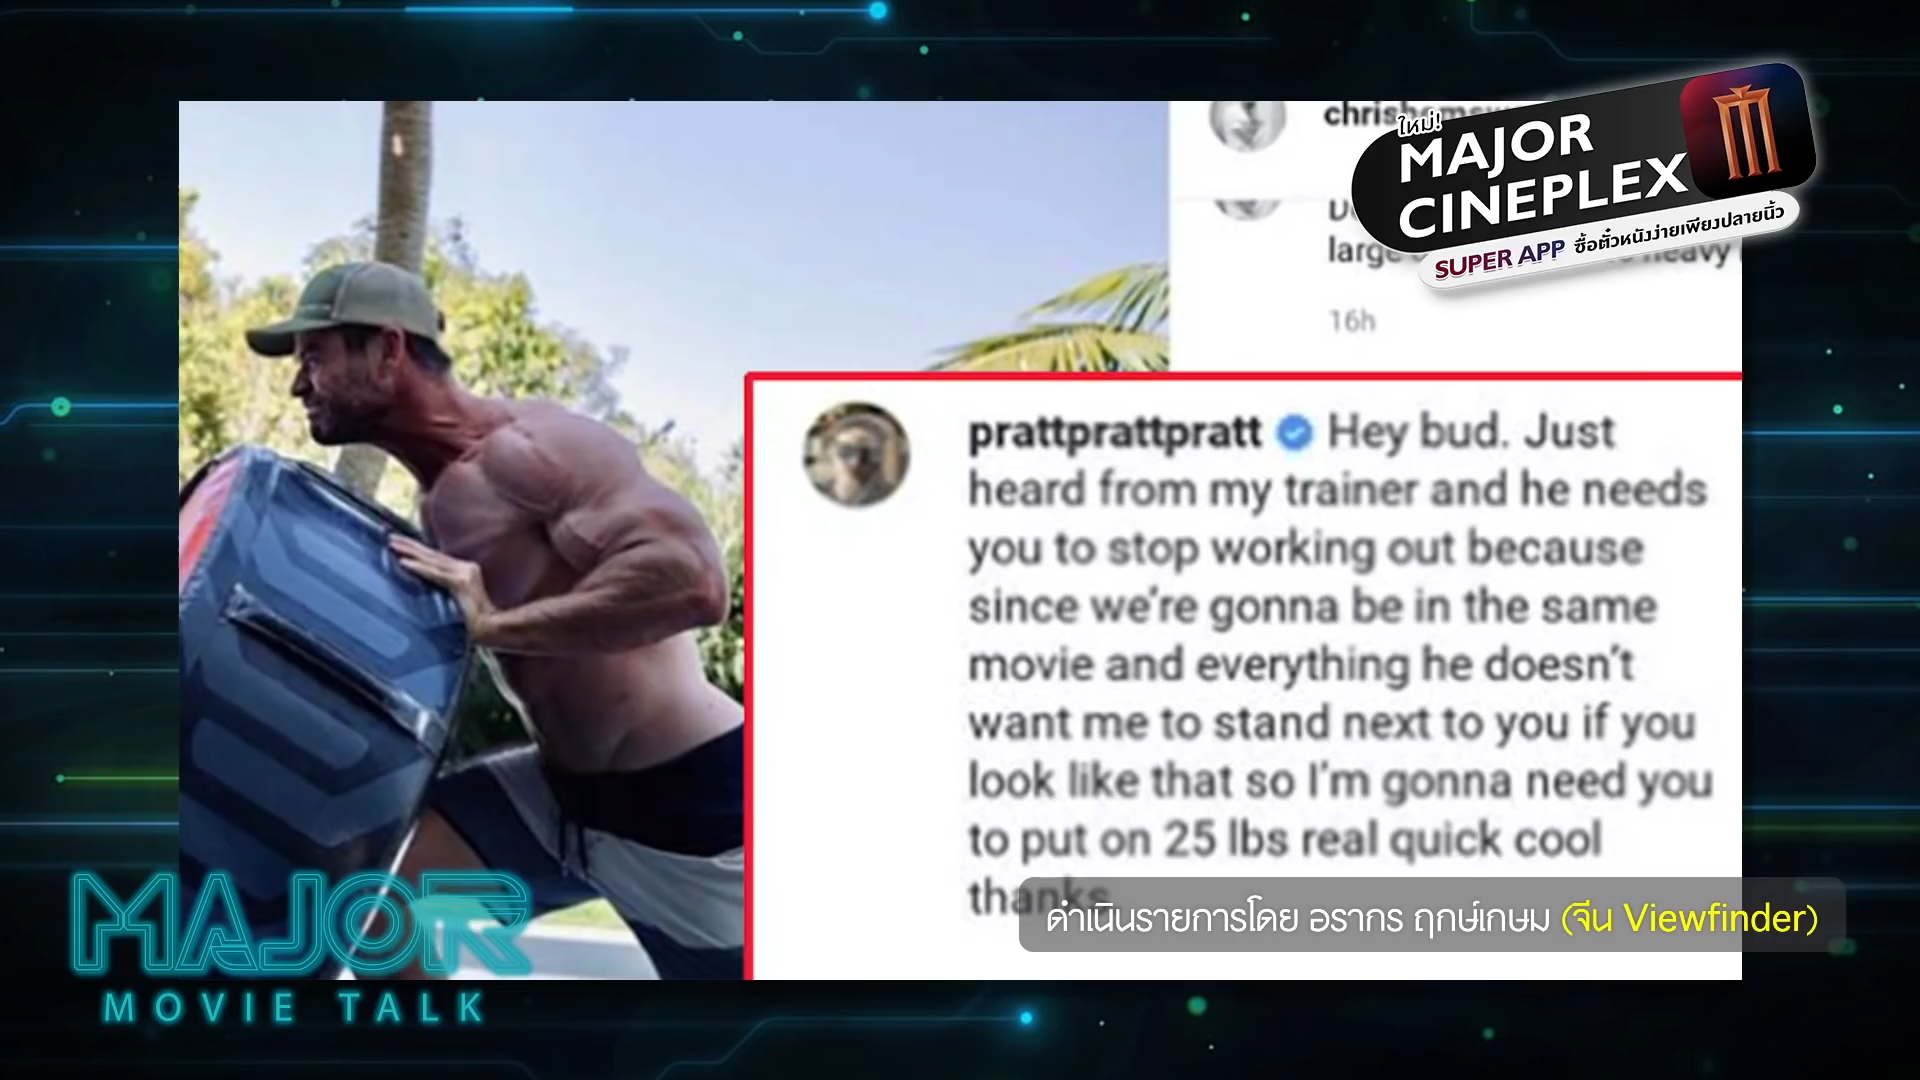 ใหม่!
MAJOR
CINEPLEX
SUPER APP ซื้อตั๋วหนังง่ายเพียงปลายนิ้ว
large
heavy
16h
prattprattpratt Hey bud. Just
heard from my trainer and he needs
you to stop working out because
since we're gonna be in the same
movie and everything he doesn't
want me to stand next to you if you
look like that so I'm gonna need you
to put on 25 lbs real quick cool
thanks.
ดำเนินรายการโดย อรากร ฤกษ์เกษม (จีน Viewfinder)
MAJOR
MOVIE TALK